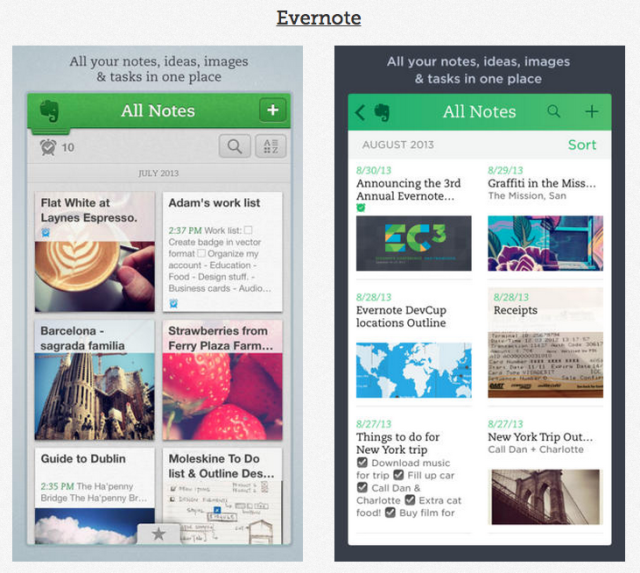 Evernote
All your notes, ideas, images
& tasks in one place
All Notes
+
10
A
Z
JULY 2013
Flat White at
Laynes Espresso.
Adam's work list
2:37 PM Work list:
Create badge in vector
format Organize my
account - Education -
Food - Design stuff. -
Business cards - Audio...
Barcelona -
sagrada familia
Strawberries from
Ferry Plaza Farm...
Guide to Dublin
2:35 PM The Ha'penny
Bridge The Ha'penny Br...
Moleskine To Do
list & Outline Des...
All your notes, ideas, images
& tasks in one place
All Notes
+
AUGUST 2013
Sort
8/30/13
Announcing the 3rd
Annual Evernote...
EC3
8/29/13
Graffiti in the Miss...
The Mission, San
8/28/13
Evernote DevCup
locations Outline
8/28/13
Receipts
8/27/13
Things to do for
New York trip
Download music
for trip Fill up car
Call Dan &
Charlotte Extra cat
food! Buy film for
8/27/13
New York Trip Out...
Call Dan + Charlotte